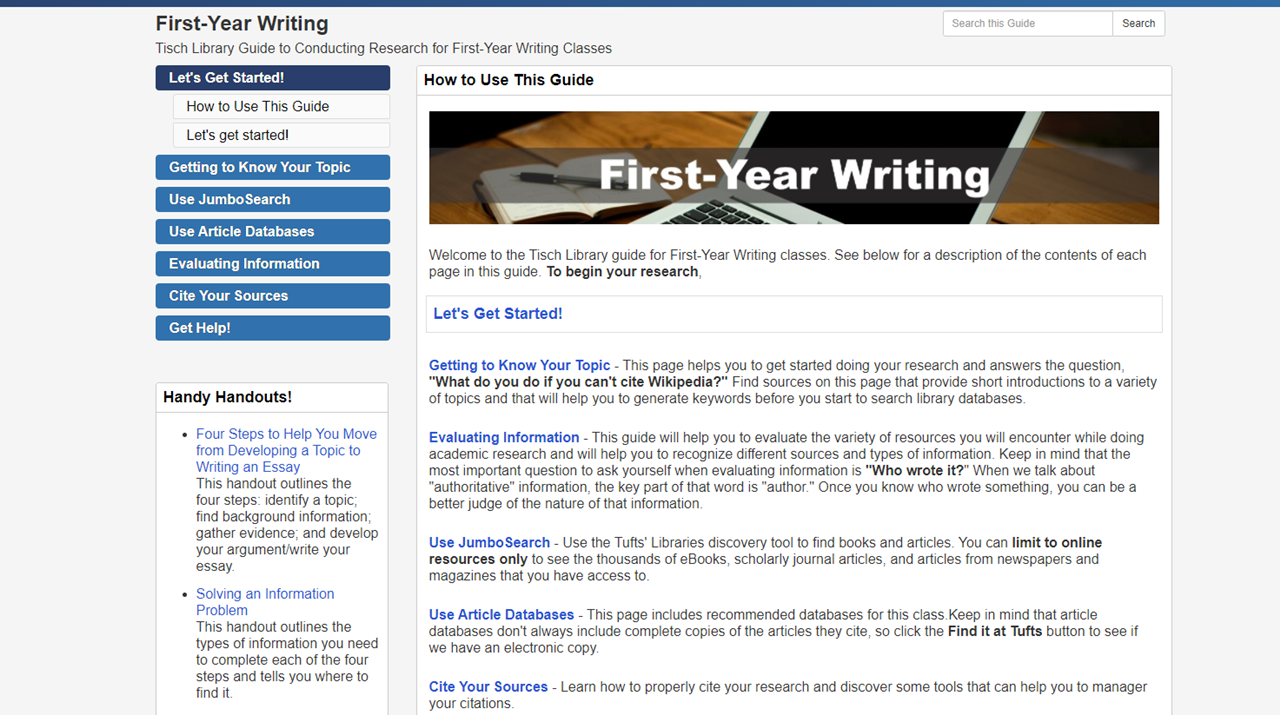 First-Year Writing
Search this Guide
Search
Tisch Library Guide to Conducting Research for First-Year Writing Classes
Let's Get Started!
How to Use This Guide
Let's get started!
Getting to Know Your Topic
Use JumboSearch
Use Article Databases
Evaluating Information
Cite Your Sources
Get Help!
Handy Handouts!
Four Steps to Help You Move
from Developing a Topic to
Writing an Essay
This handout outlines the
four steps: identify a topic;
find background information;
gather evidence; and develop
your argument/write your
essay.
Solving an Information
Problem
This handout outlines the
types of information you need
to complete each of the four
steps and tells you where to
find it.
How to Use This Guide
First-Year Writing
Welcome to the Tisch Library guide for First-Year Writing classes. See below for a description of the contents of each
page in this guide. To begin your research,
Let's Get Started!
Getting to Know Your Topic - This page helps you to get started doing your research and answers the question,
"What do you do if you can't cite Wikipedia?" Find sources on this page that provide short introductions to a variety
of topics and that will help you to generate keywords before you start to search library databases.
Evaluating Information - This guide will help you to evaluate the variety of resources you will encounter while doing
academic research and will help you to recognize different sources and types of information. Keep in mind that the
most important question to ask yourself when evaluating information is "Who wrote it?" When we talk about
"authoritative" information, the key part of that word is "author." Once you know who wrote something, you can be a
better judge of the nature of that information.
Use JumboSearch - Use the Tufts' Libraries discovery tool to find books and articles. You can limit to online
resources only to see the thousands of eBooks, scholarly journal articles, and articles from newspapers and
magazines that you have access to.
Use Article Databases - This page includes recommended databases for this class.Keep in mind that article
databases don't always include complete copies of the articles they cite, so click the Find it at Tufts button to see if
we have an electronic copy.
Cite Your Sources - Learn how to properly cite your research and discover some tools that can help you to manager
your citations.